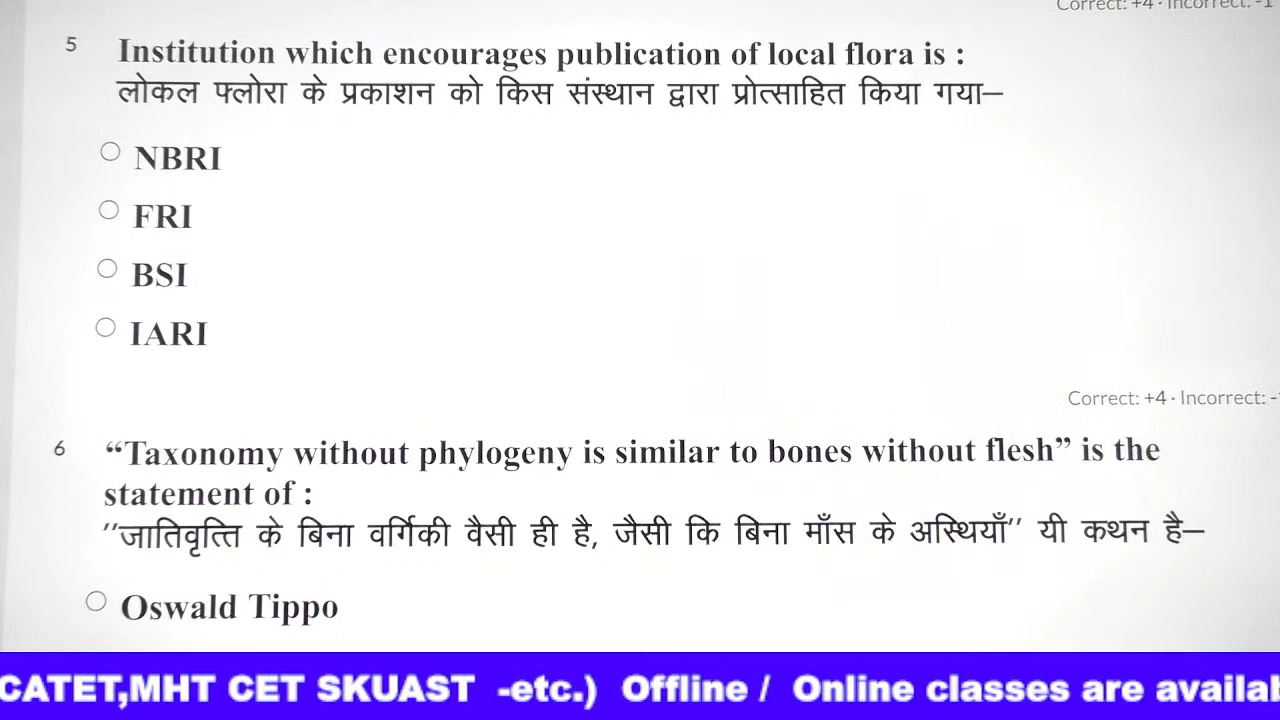 Correct: +4 · Incorrect: -1
5 Institution which encourages publication of local flora is :
लोकल फ्लोरा के प्रकाशन को किस संस्थान द्वारा प्रोत्साहित किया गया–
NBRI
FRI
BSI
IARI
Correct: +4 · Incorrect: -
6 “Taxonomy without phylogeny is similar to bones without flesh” is the
statement of :
″जातिवृत्ति के बिना वर्गिकी वैसी ही है, जैसी कि बिना माँस के अस्थियाँ″ यी कथन है–
Oswald Tippo
CATET,MHT CET SKUAST -etc.) Offline / Online classes are availab